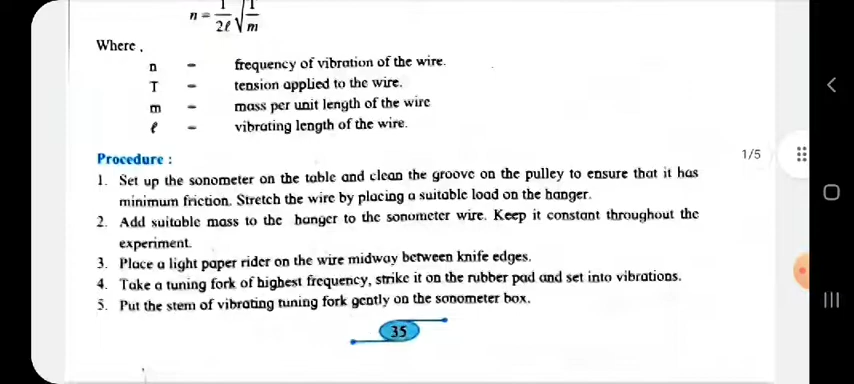 n = 1/2ℓ √T/m
Where ,
n - frequency of vibration of the wire.
T - tension applied to the wire.
m - mass per unit length of the wire
ℓ - vibrating length of the wire.
Procedure :
1. Set up the sonometer on the table and clean the groove on the pulley to ensure that it has
minimum friction. Stretch the wire by placing a suitable load on the hanger.
2. Add suitable mass to the hanger to the sonometer wire. Keep it constant throughout the
experiment.
3. Place a light paper rider on the wire midway between knife edges.
4. Take a tuning fork of highest frequency, strike it on the rubber pad and set into vibrations.
5. Put the stem of vibrating tuning fork gently on the sonometer box.
35
1/5